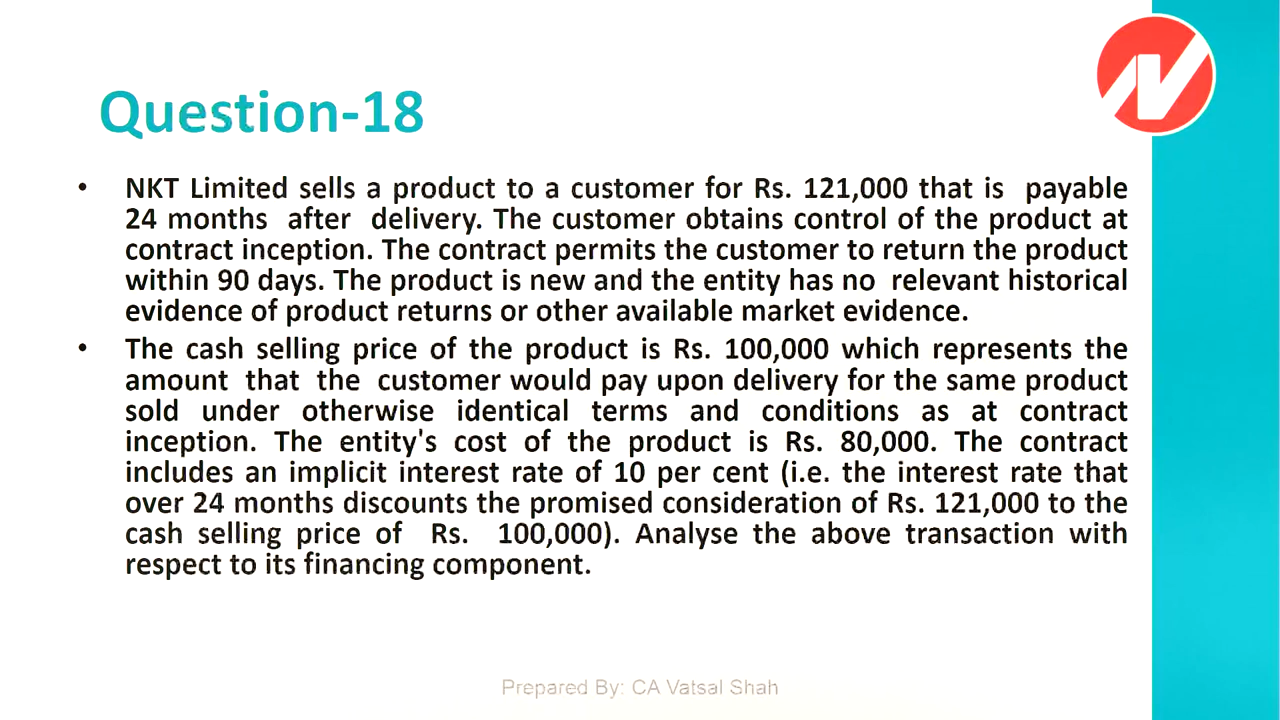 Question-18
• NKT Limited sells a product to a customer for Rs. 121,000 that is payable
24 months after delivery. The customer obtains control of the product at
contract inception. The contract permits the customer to return the product
within 90 days. The product is new and the entity has no relevant historical
evidence of product returns or other available market evidence.
• The cash selling price of the product is Rs. 100,000 which represents the
amount that the customer would pay upon delivery for the same product
sold under otherwise identical terms and conditions as at contract
inception. The entity's cost of the product is Rs. 80,000. The contract
includes an implicit interest rate of 10 per cent (i.e. the interest rate that
over 24 months discounts the promised consideration of Rs. 121,000 to the
cash selling price of Rs. 100,000). Analyse the above transaction with
respect to its financing component.
Prepared By: CA Vatsal Shah